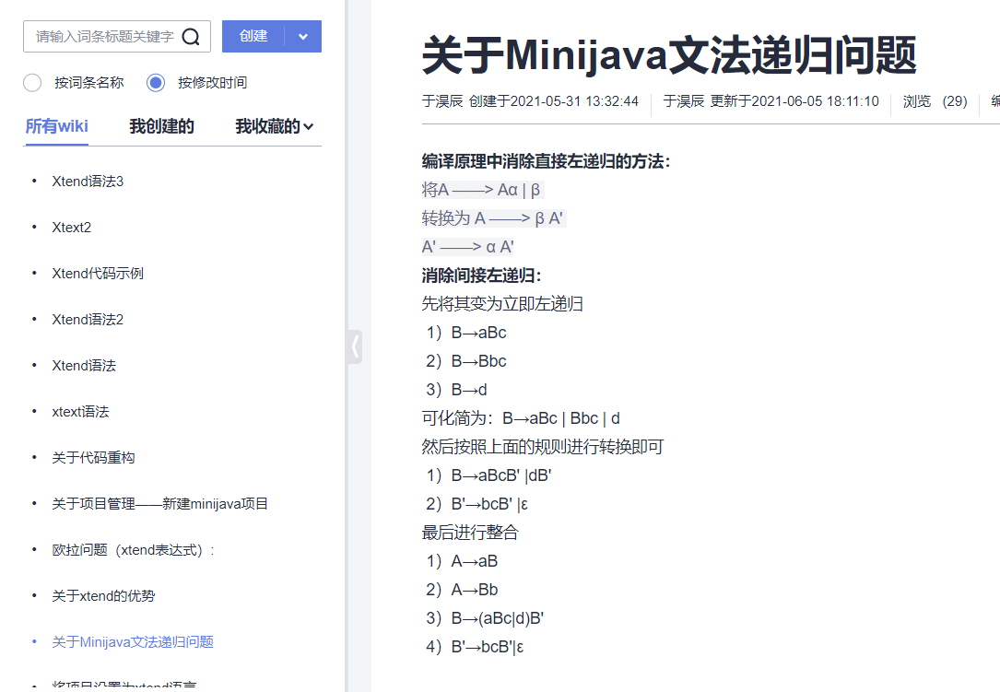 请输入词条标题关键字
创建
按词条名称
按修改时间
所有wiki
我创建的
我收藏的
• Xtend语法3
• Xtext2
• Xtend代码示例
• Xtend语法2
• Xtend语法
• xtext语法
• 关于代码重构
• 关于项目管理——新建minijava项目
• 欧拉问题（xtend表达式）:
• 关于xtend的优势
• 关于Minijava文法递归问题
• 将项目设置为xtend语言
关于Minijava文法递归问题
于淏辰 创建于2021-05-31 13:32:44
于淏辰 更新于2021-06-05 18:11:10
浏览 （29）
编
编译原理中消除直接左递归的方法：
将A ——> Aα | β
转换为 A ——> β A'
A' ——> α A'
消除间接左递归：
先将其变为立即左递归
1）B→aBc
2）B→Bbc
3）B→d
可化简为：B→aBc | Bbc | d
然后按照上面的规则进行转换即可
1）B→aBcB' |dB'
2）B'→bcB' |ε
最后进行整合
1）A→aB
2）A→Bb
3）B→(aBc|d)B'
4）B'→bcB'|ε